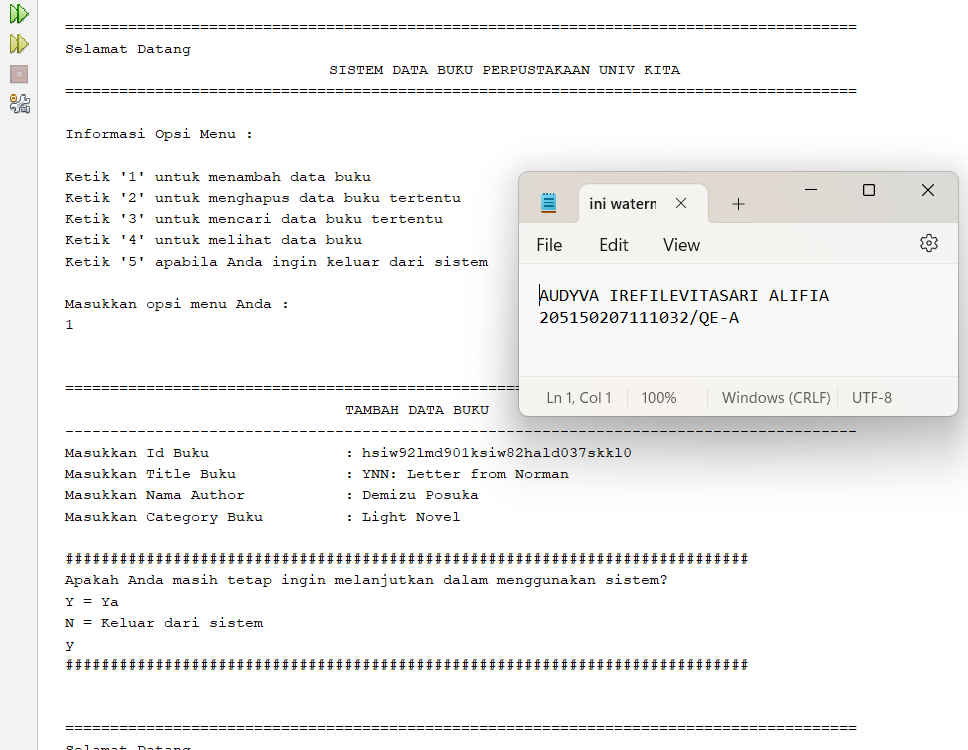 ========================================================================================
Selamat Datang
SISTEM DATA BUKU PERPUSTAKAAN UNIV KITA
========================================================================================
Informasi Opsi Menu :
Ketik '1' untuk menambah data buku
Ketik '2' untuk menghapus data buku tertentu
Ketik '3' untuk mencari data buku tertentu
Ketik '4' untuk melihat data buku
Ketik '5' apabila Anda ingin keluar dari sistem
Masukkan opsi menu Anda :
1
===================================================
TAMBAH DATA BUKU
----------------------------------------------------------------------------------------
Masukkan Id Buku : hsiw92lmd901ksiw82hald037skkl0
Masukkan Title Buku : YNN: Letter from Norman
Masukkan Nama Author : Demizu Posuka
Masukkan Category Buku : Light Novel
############################################################################
Apakah Anda masih tetap ingin melanjutkan dalam menggunakan sistem?
Y = Ya
N = Keluar dari sistem
y
############################################################################
========================================================================================
Selamat Datang
ini watern
File Edit View
AUDYVA IREFILEVITASARI ALIFIA
205150207111032/QE-A
Ln 1, Col 1 100% Windows (CRLF) UTF-8